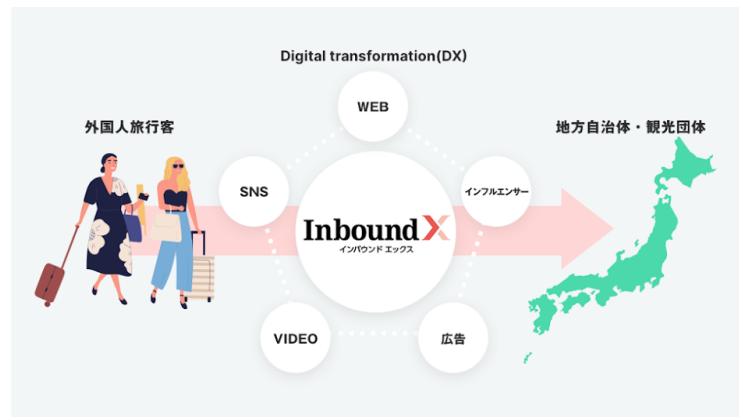 Digital transformation(DX)
WEB
外国人旅行客
地方自治体・観光団体
SNS
インフルエンサー
Inbound X
インバウンド エックス
VIDEO
広告